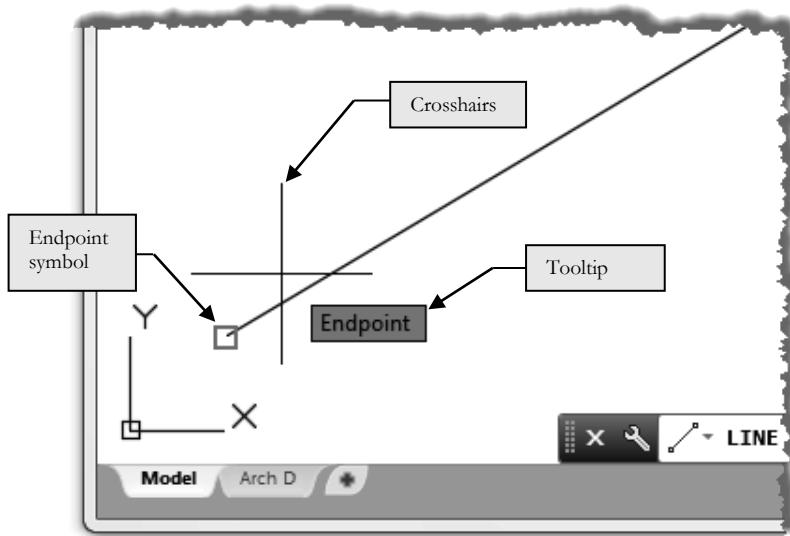 Crosshairs
Endpoint
symbol
Tooltip
Y
Endpoint
X
LINE
Model
Arch D